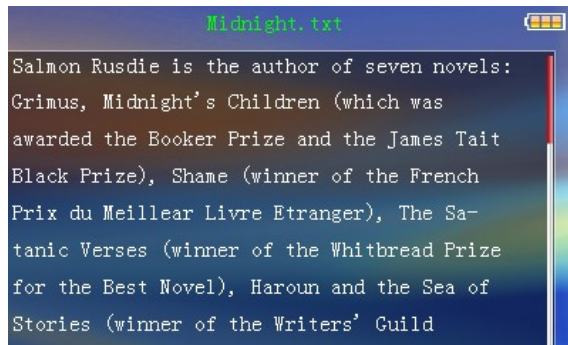 Midnight.txt
Salmon Rusdie is the author of seven novels:
Grimus, Midnight's Children (which was
awarded the Booker Prize and the James Tait
Black Prize), Shame (winner of the French
Prix du Meillear Livre Etranger), The Sa-
tanic Verses (winner of the Whitbread Prize
for the Best Novel), Haroun and the Sea of
Stories (winner of the Writers' Guild